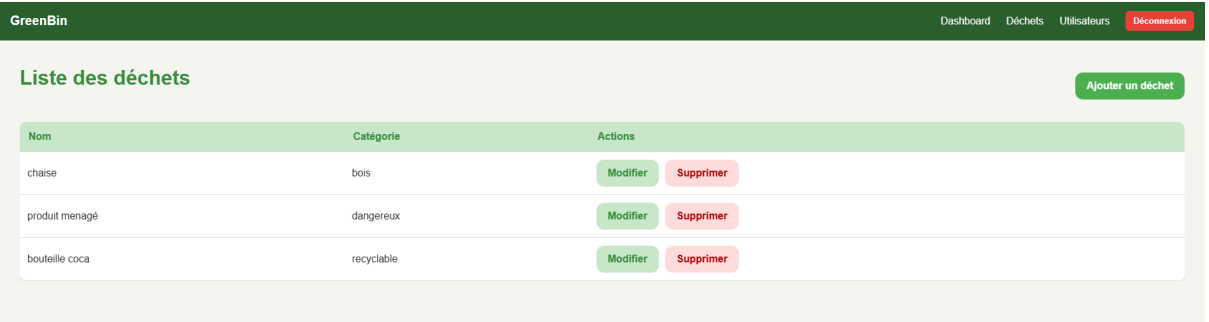 GreenBin Dashboard Déchets Utilisateurs Déconnexion
Liste des déchets
Ajouter un déchet
Nom Catégorie Actions
chaise bois Modifier Supprimer
produit menagé dangereux Modifier Supprimer
bouteille coca recyclable Modifier Supprimer